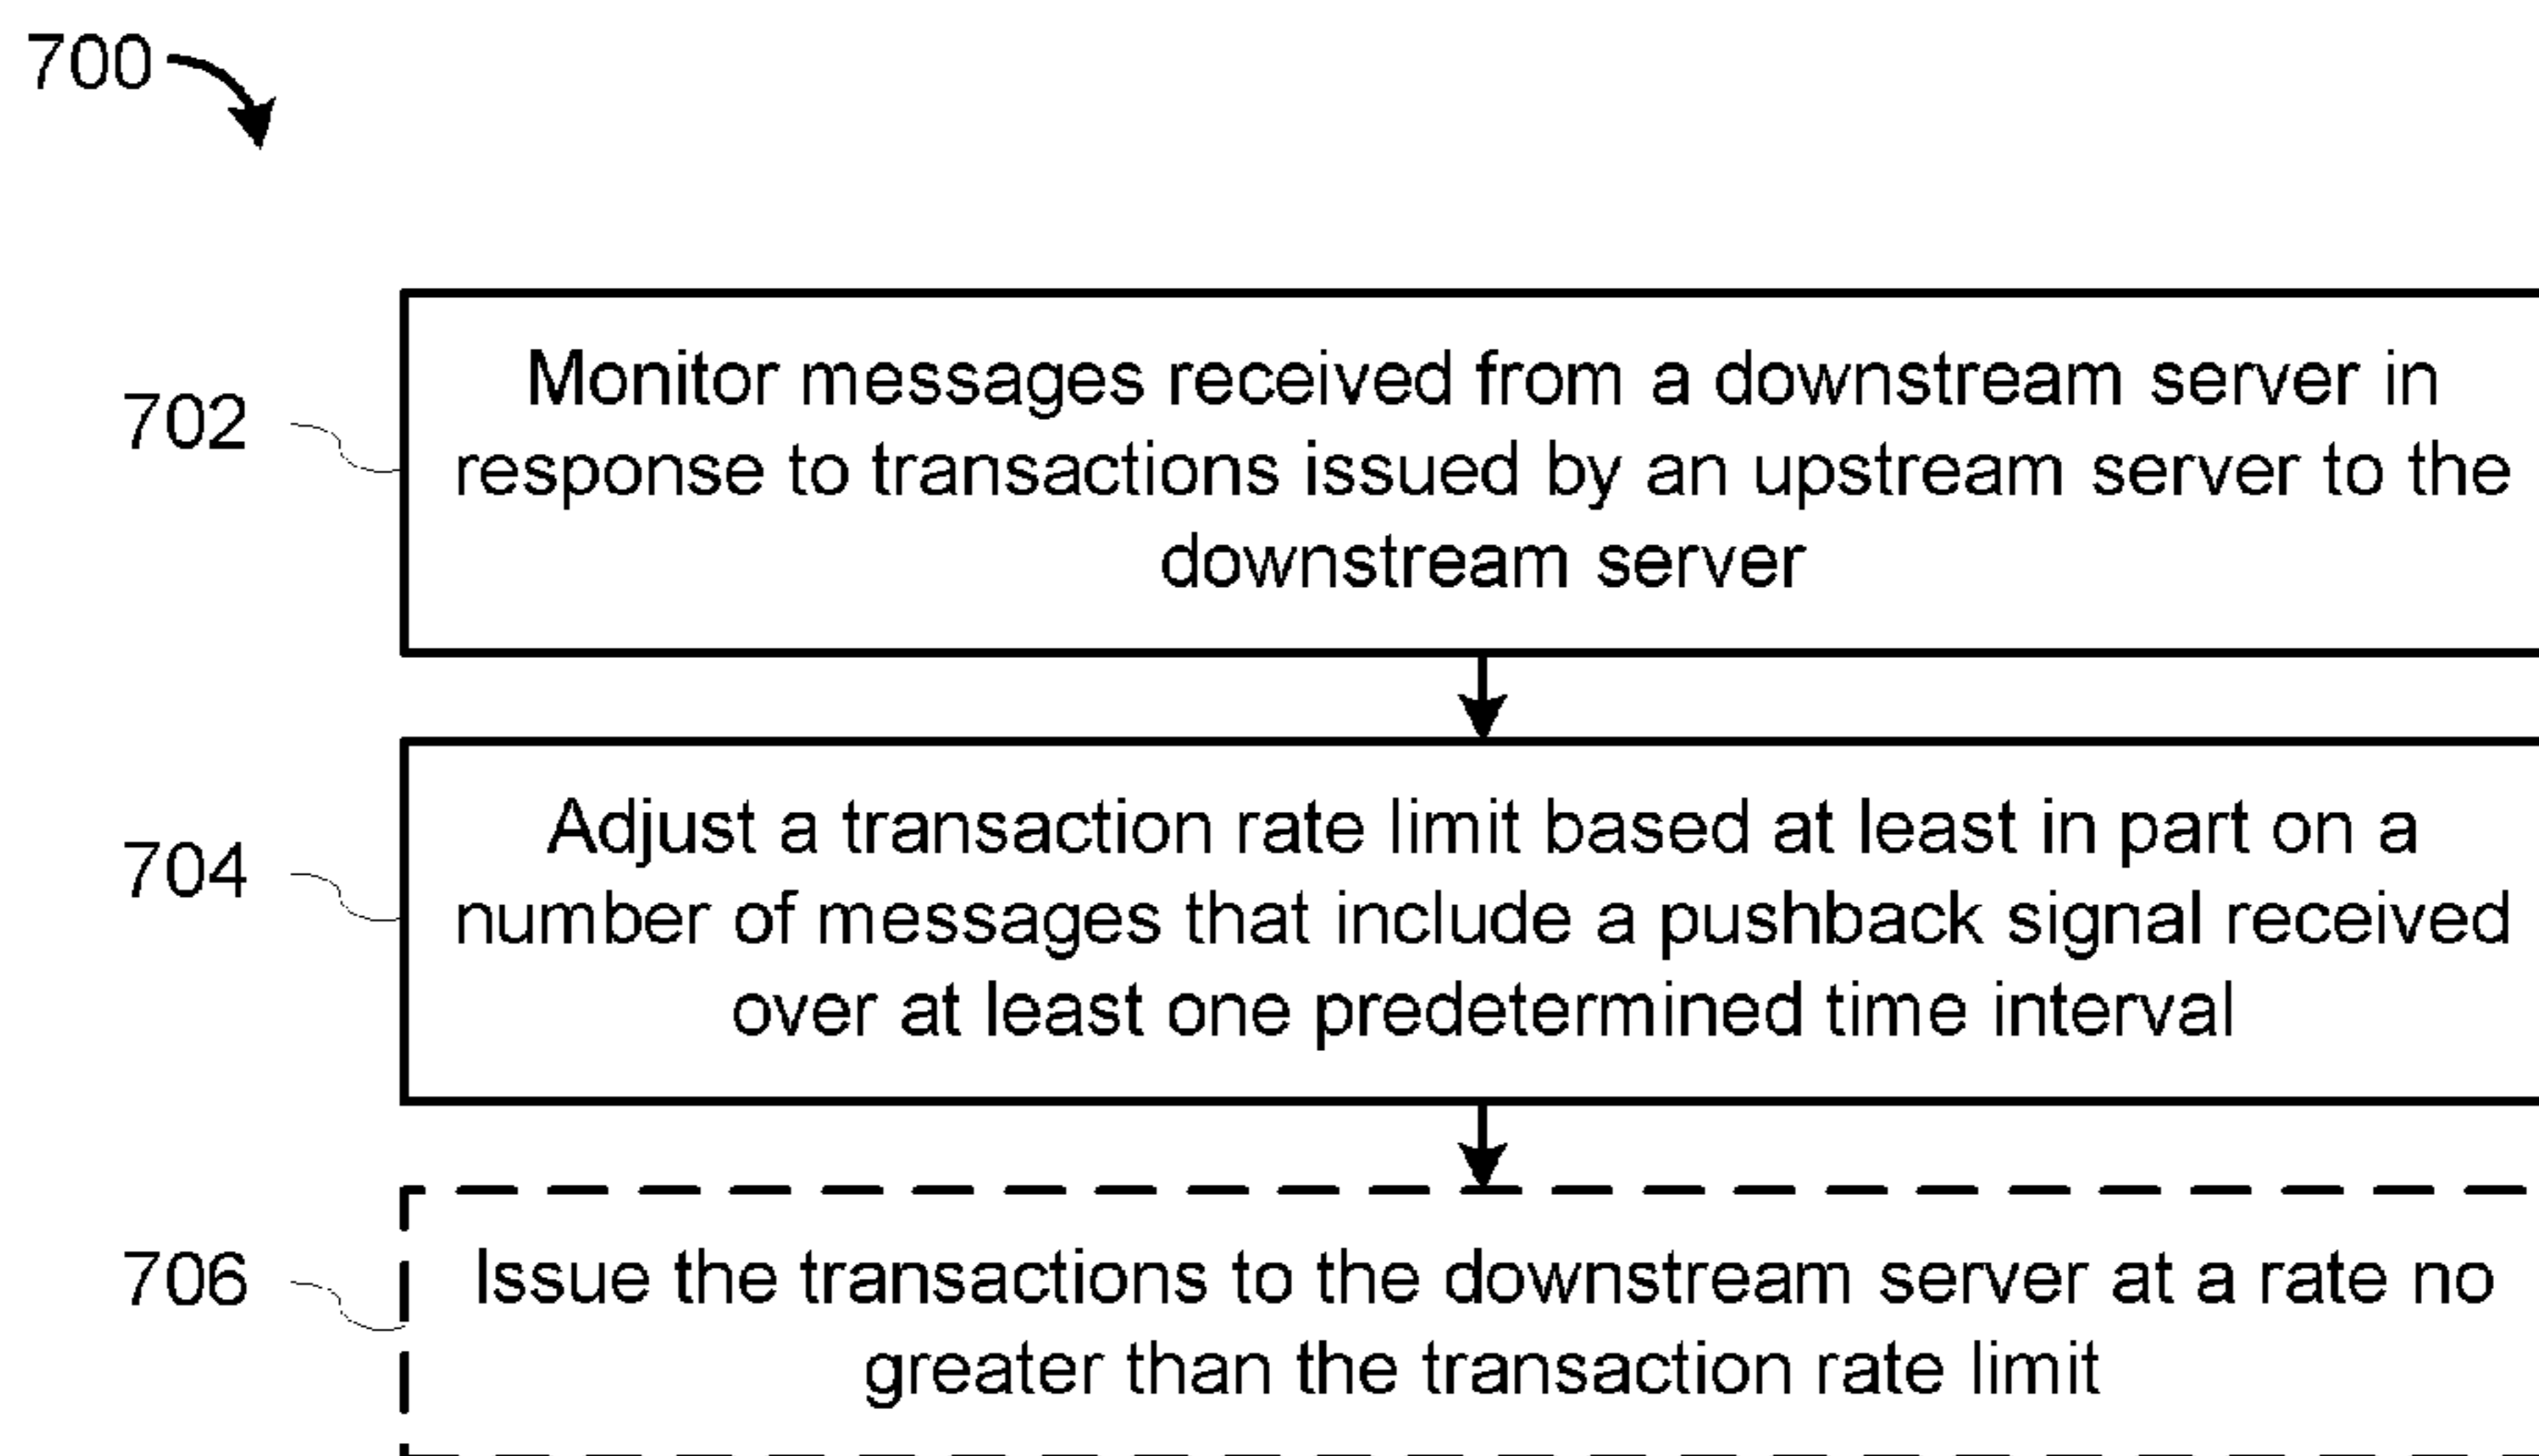 700
702
Monitor messages received from a downstream server in
response to transactions issued by an upstream server to the
downstream server
704
Adjust a transaction rate limit based at least in part on a
number of messages that include a pushback signal received
over at least one predetermined time interval
706
Issue the transactions to the downstream server at a rate no
greater than the transaction rate limit